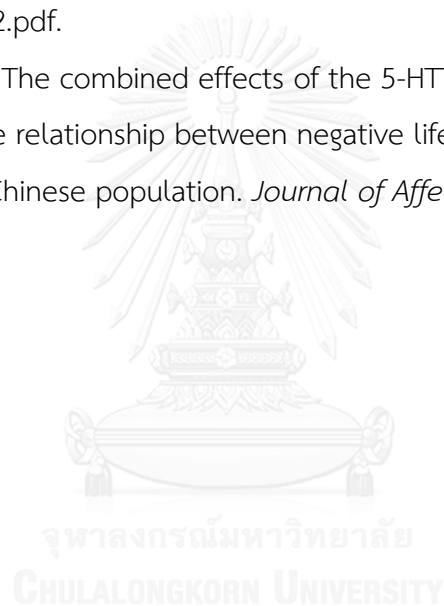 2.pdf.
The combined effects of the 5-HT
e relationship between negative life
Chinese population. Journal of Affe
จุฬาลงกรณ์มหาวิทยาลัย
CHULALONGKORN UNIVERSITY